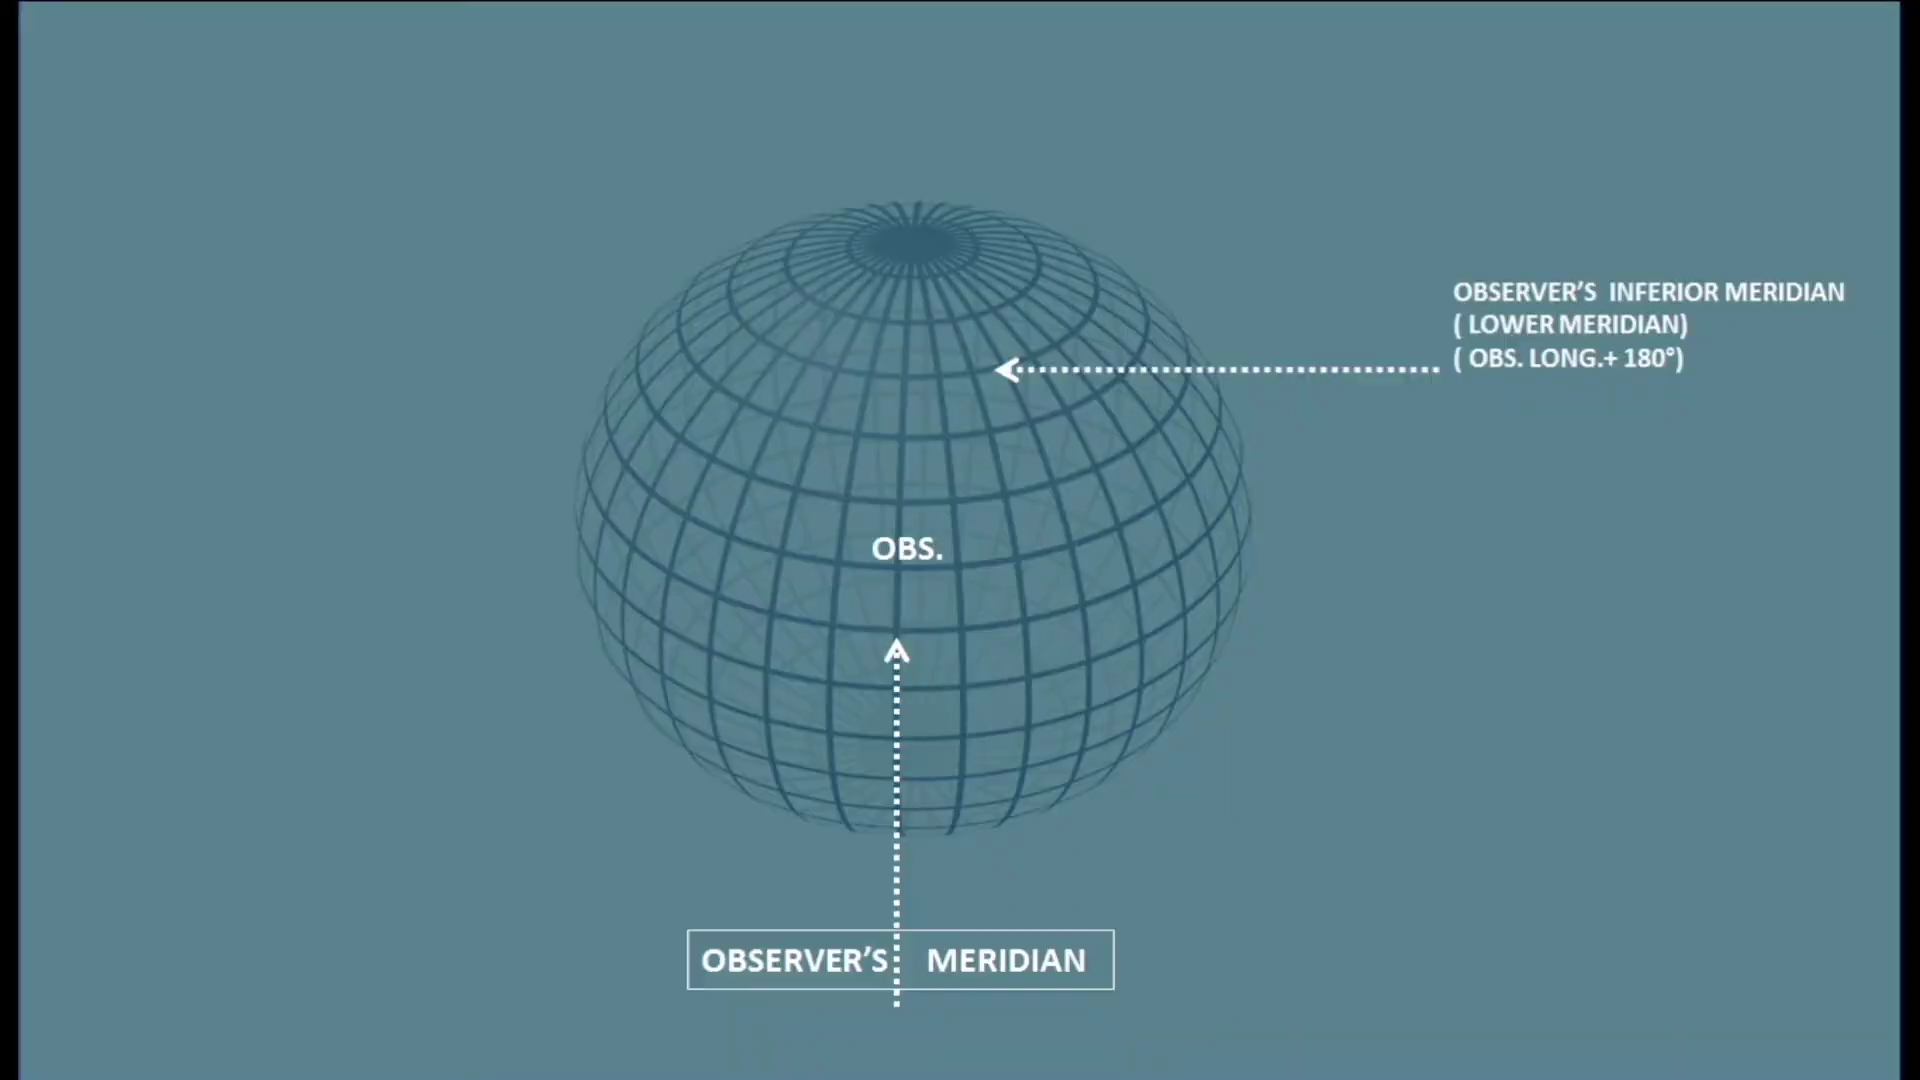 OBSERVER’S  INFERIOR MERIDIAN
( LOWER MERIDIAN)
( OBS. LONG.+ 180°)
OBS.
OBSERVER’S MERIDIAN